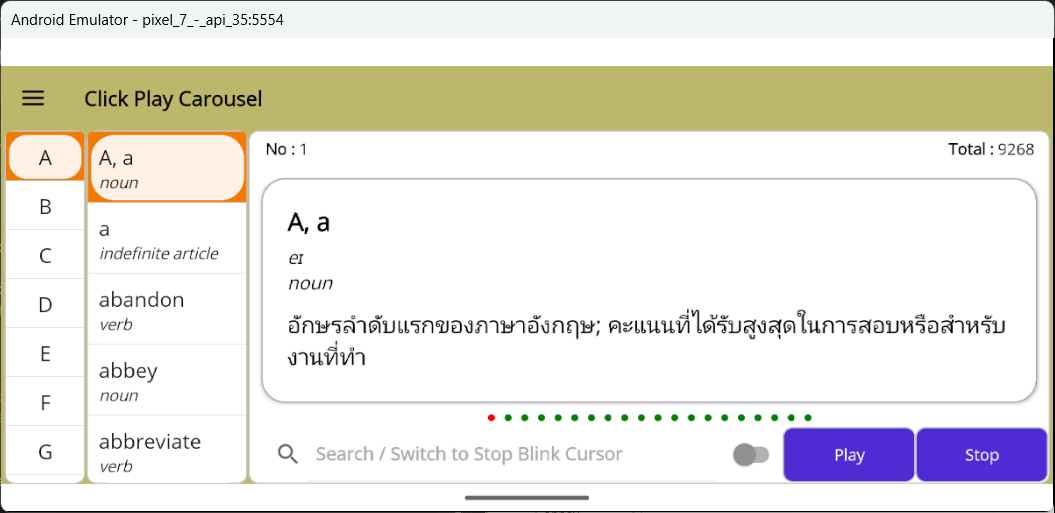 Android Emulator - pixel_7_-_api_35:5554
Click Play Carousel
A
B
C
D
E
F
G
A, a
noun
a
indefinite article
abandon
verb
abbey
noun
abbreviate
verb
No : 1
Total : 9268
A, a
eɪ
noun
อักษรลำดับแรกของภาษาอังกฤษ; คะแนนที่ได้รับสูงสุดในการสอบหรือสำหรับ
งานที่ทำ
Search / Switch to Stop Blink Cursor
Play
Stop